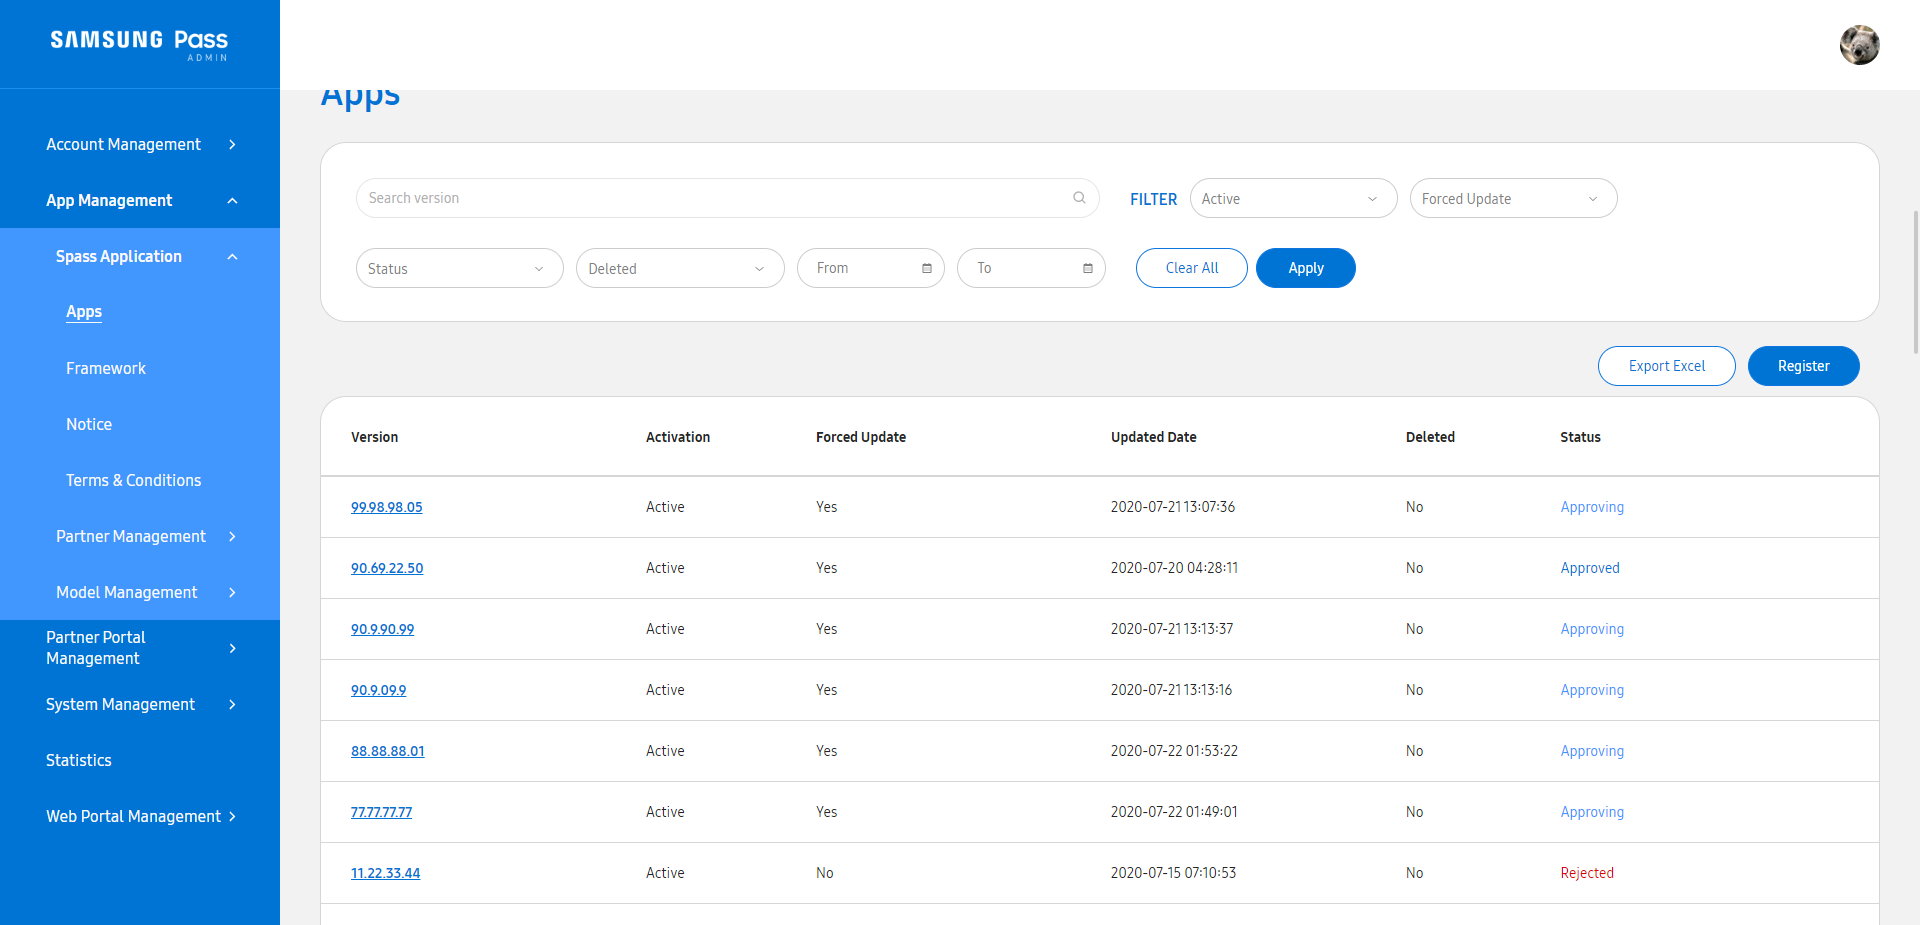 SAMSUNG Pass
ADMIN
Account Management
App Management
Spass Application
Apps
Framework
Notice
Terms & Conditions
Partner Management
Model Management
Partner Portal
Management
System Management
Statistics
Web Portal Management
Apps
Search version
FILTER Active Forced Update
Status Deleted From To Clear All Apply
Export Excel Register
Version Activation Forced Update Updated Date Deleted Status
99.98.98.05 Active Yes 2020-07-21 13:07:36 No Approving
90.69.22.50 Active Yes 2020-07-20 04:28:11 No Approved
90.9.90.99 Active Yes 2020-07-21 13:13:37 No Approving
90.9.09.9 Active Yes 2020-07-21 13:13:16 No Approving
88.88.88.01 Active Yes 2020-07-22 01:53:22 No Approving
77.77.77.77 Active Yes 2020-07-22 01:49:01 No Approving
11.22.33.44 Active No 2020-07-15 07:10:53 No Rejected